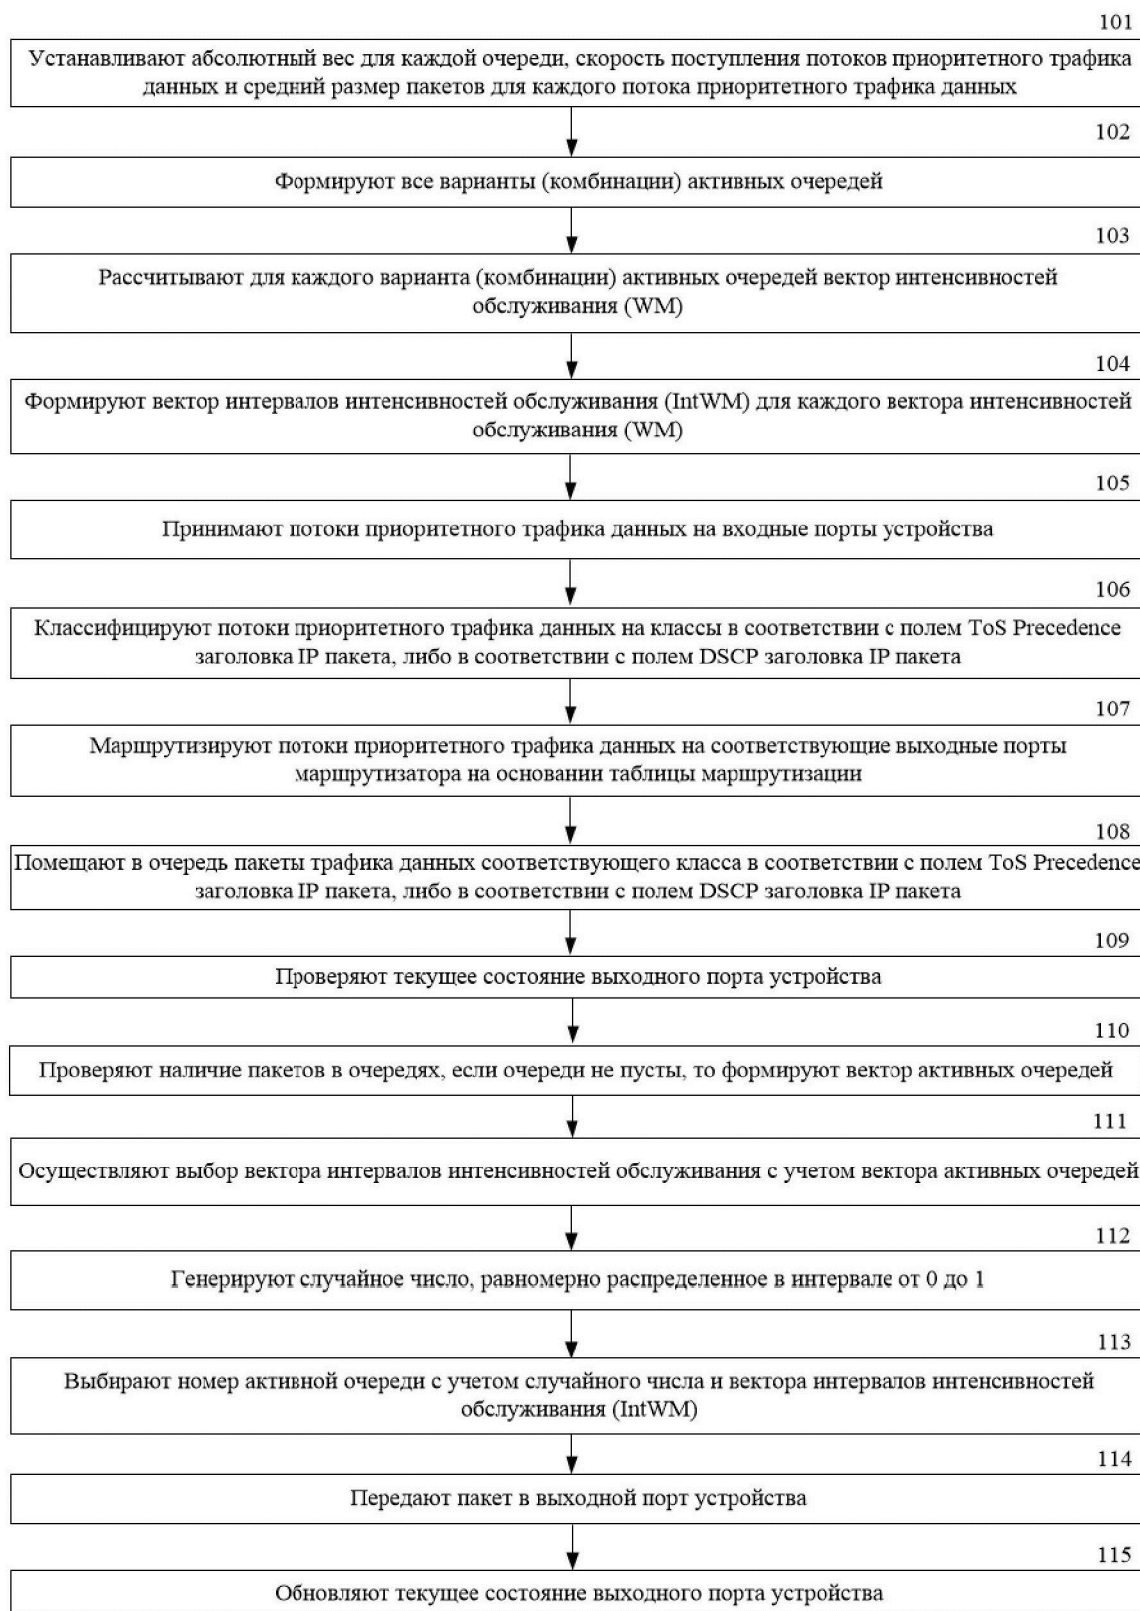 101
Устанавливают абсолютный вес для каждой очереди, скорость поступления потоков приоритетного трафика
данных и средний размер пакетов для каждого потока приоритетного трафика данных
102
Формируют все варианты (комбинации) активных очередей
103
Рассчитывают для каждого варианта (комбинации) активных очередей вектор интенсивностей
обслуживания (WM)
104
Формируют вектор интервалов интенсивностей обслуживания (IntWM) для каждого вектора интенсивностей
обслуживания (WM)
105
Принимают потоки приоритетного трафика данных на входные порты устройства
106
Классифицируют потоки приоритетного трафика данных на классы в соответствии с полем ToS Precedence
заголовка IP пакета, либо в соответствии с полем DSCP заголовка IP пакета
107
Маршрутизируют потоки приоритетного трафика данных на соответствующие выходные порты
маршрутизатора на основании таблицы маршрутизации
108
Помещают в очередь пакеты трафика данных соответствующего класса в соответствии с полем ToS Precedence
заголовка IP пакета, либо в соответствии с полем DSCP заголовка IP пакета
109
Проверяют текущее состояние выходного порта устройства
110
Проверяют наличие пакетов в очередях, если очереди не пусты, то формируют вектор активных очередей
111
Осуществляют выбор вектора интервалов интенсивностей обслуживания с учетом вектора активных очередей
112
Генерируют случайное число, равномерно распределенное в интервале от 0 до 1
113
Выбирают номер активной очереди с учетом случайного числа и вектора интервалов интенсивностей
обслуживания (IntWM)
114
Передают пакет в выходной порт устройства
115
Обновляют текущее состояние выходного порта устройства